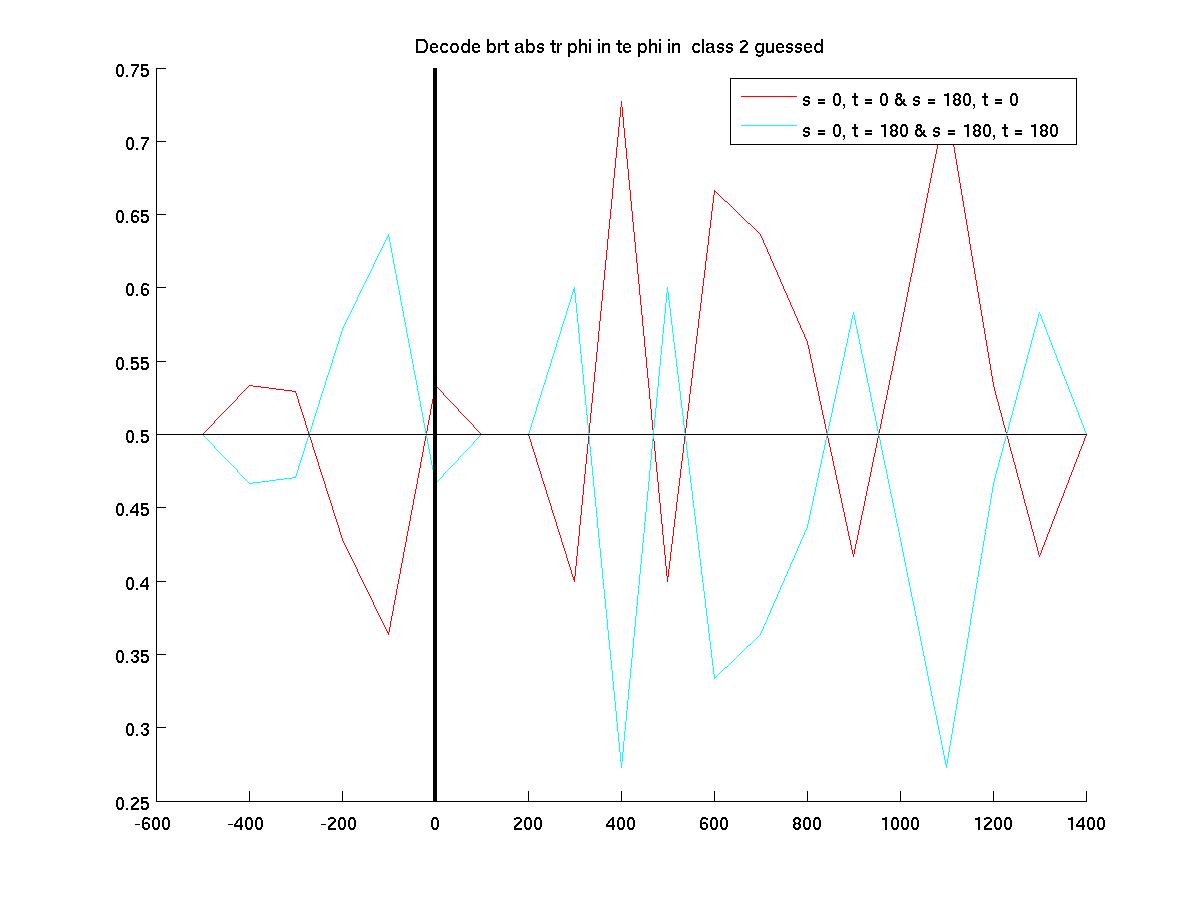 Decode brt abs tr phi in te phi in  class 2 guessed
0.75
s = 0, t = 0 & s = 180, t = 0
s = 0, t = 180 & s = 180, t = 180
0.7
0.65
0.6
0.55
0.5
0.45
0.4
0.35
0.3
0.25
-600 -400 -200 0 200 400 600 800 1000 1200 1400